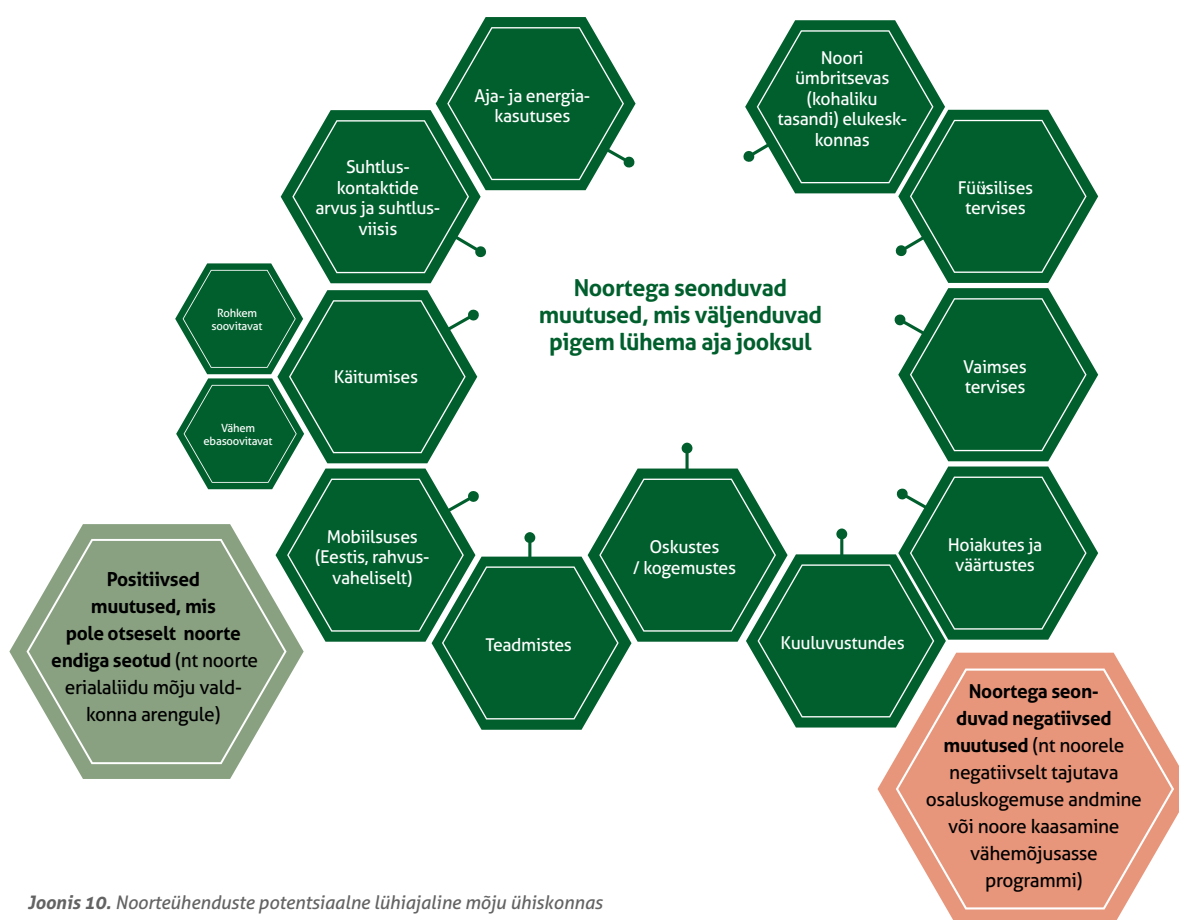 Aja- ja energia-
kasutuses
Noori
ümbritsevas
(kohaliku
tasandi) elukesk-
konnas
Suhtlus-
kontaktide
arvus ja suhtlus-
viisis
Füüsilises
tervises
Rohkem
soovitavat
Vähem
ebasoovitavat
Käitumises
Noortega seonduvad
muutused, mis väljenduvad
pigem lühema aja jooksul
Vaimses
tervises
Mobiilsuses
(Eestis, rahvus-
vaheliselt)
Teadmistes
Oskustes
/ kogemustes
Kuuluvustundes
Hoiakutes ja
väärtustes
Positiivsed
muutused, mis
pole otseselt noorte
endiga seotud (nt noorte
erialaliidu mõju vald-
konna arengule)
Noortega seon-
duvad negatiivsed
muutused (nt noorele
negatiivselt tajutava
osaluskogemuse andmine
või noore kaasamine
vähemõjusasse
programmi)
Joonis 10. Noorteühenduste potentsiaalne lühiajaline mõju ühiskonnas